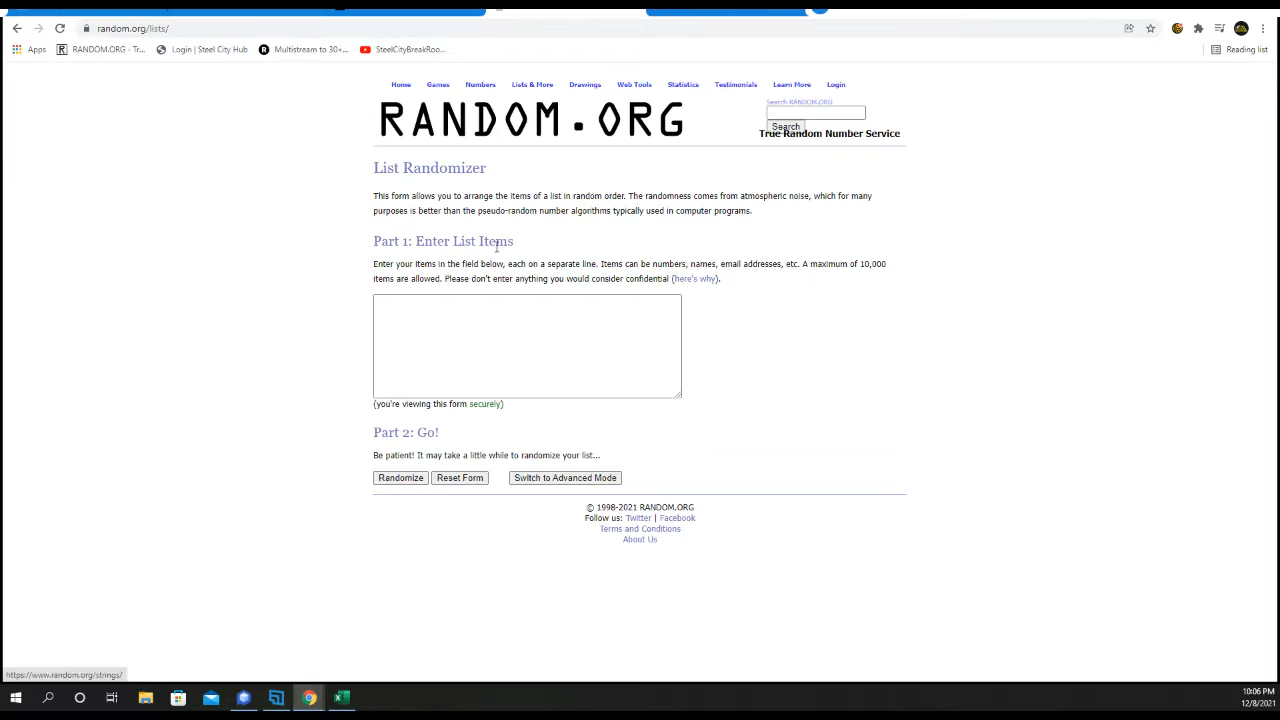 random.org/lists/
Apps RANDOM.ORG - Tr... Login | Steel City Hub Multistream to 30+... SteelCityBreakRoo... Reading list
Home Games Numbers Lists & More Drawings Web Tools Statistics Testimonials Learn More Login
RANDOM.ORG
Search RANDOM.ORG
Search
True Random Number Service
List Randomizer
This form allows you to arrange the items of a list in random order. The randomness comes from atmospheric noise, which for many
purposes is better than the pseudo-random number algorithms typically used in computer programs.
Part 1: Enter List Items
Enter your items in the field below, each on a separate line. Items can be numbers, names, email addresses, etc. A maximum of 10,000
items are allowed. Please don't enter anything you would consider confidential (here's why).
(you're viewing this form securely)
Part 2: Go!
Be patient! It may take a little while to randomize your list...
Randomize Reset Form Switch to Advanced Mode
© 1998-2021 RANDOM.ORG
Follow us: Twitter | Facebook
Terms and Conditions
About Us
https://www.random.org/strings/
10:06 PM
12/8/2021